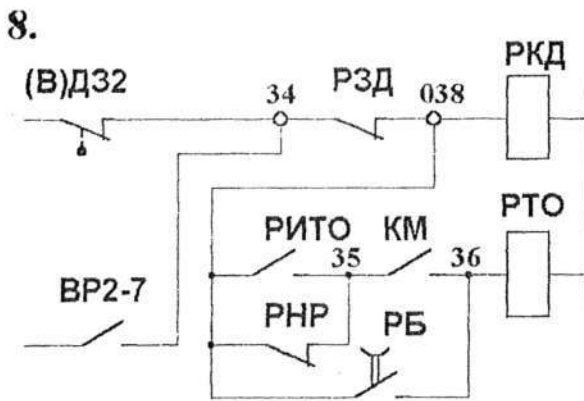 8.
(В)ДЗ2
34
РЗД
038
РКД
РТО
РИТО
35
КМ
36
ВР2-7
РНР
РБ